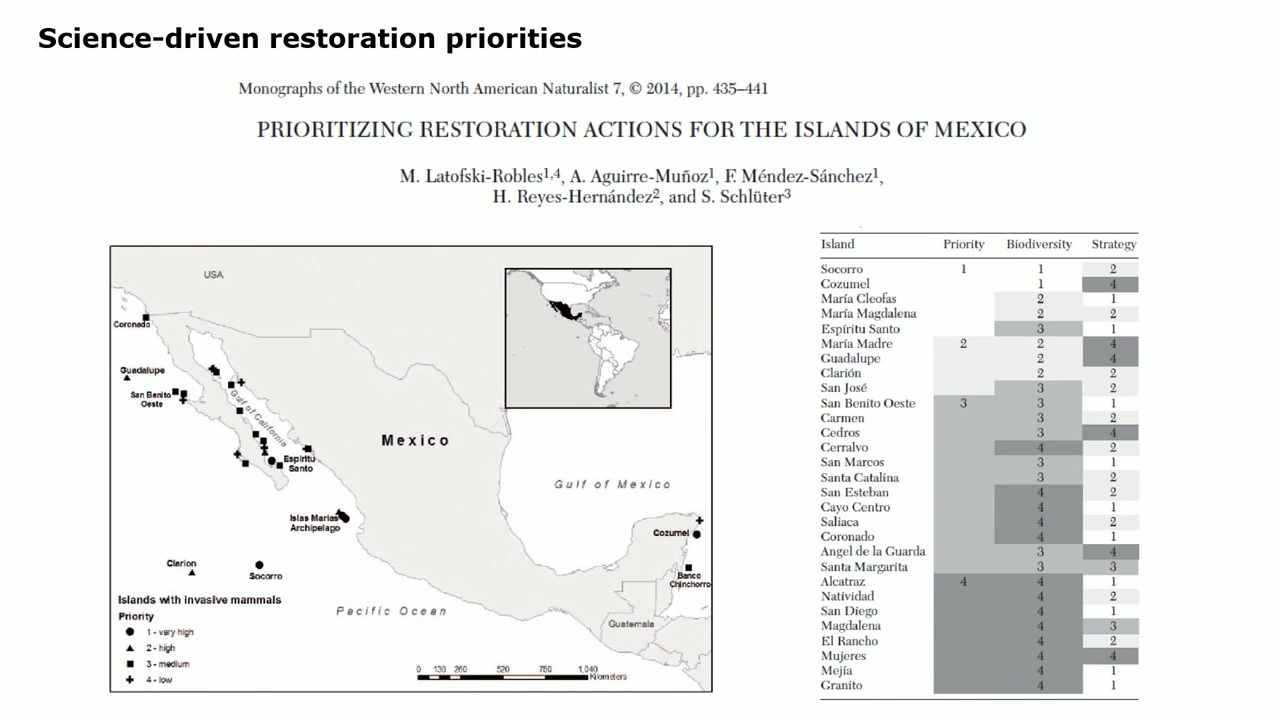 Science-driven restoration priorities
Monographs of the Western North American Naturalist 7, © 2014, pp. 435–441
PRIORITIZING RESTORATION ACTIONS FOR THE ISLANDS OF MEXICO
M. Latofski-Robles1,4, A. Aguirre-Muñoz1, F. Méndez-Sánchez1,
H. Reyes-Hernández2, and S. Schlüter3
USA
Coronado
Guadalupe
San Benito
Oeste
Gulf of California
Mexico
Espiritu
Santo
Gulf of Mexico
Islas Marias
Archipelago
Cozumel
Clarion
Socorro
Banco
Chinchorro
Pacific Ocean
Guatemala
Islands with invasive mammals
Priority
1 - very high
2 - high
3 - medium
4 - low
0 130 260 520 780 1,040
Kilometers
Island Priority Biodiversity Strategy
Socorro 1 1 2
Cozumel 1 4
María Cleofas 2 1
María Magdalena 2 2
Espíritu Santo 3 1
María Madre 2 2 4
Guadalupe 2 4
Clarión 2 2
San José 3 2
San Benito Oeste 3 3 1
Carmen 3 2
Cedros 3 4
Cerralvo 4 2
San Marcos 3 1
Santa Catalina 3 2
San Esteban 4 2
Cayo Centro 4 1
Saliaca 4 2
Coronado 4 1
Angel de la Guarda 3 4
Santa Margarita 3 3
Alcatraz 4 4 1
Natividad 4 2
San Diego 4 1
Magdalena 4 3
El Rancho 4 2
Mujeres 4 4
Mejía 4 1
Granito 4 1